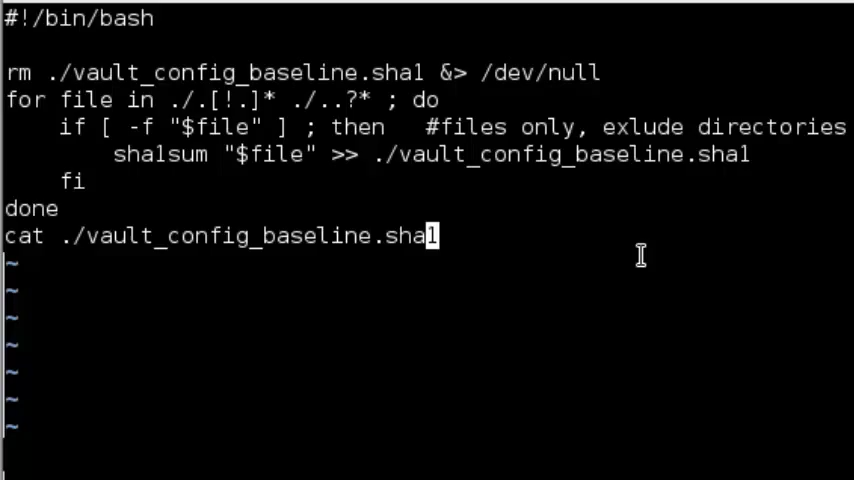 #!/bin/bash
rm ./vault_config_baseline.sha1 &> /dev/null
for file in ./.[!.]* ./..?* ; do
if [ -f "$file" ] ; then #files only, exlude directories
sha1sum "$file" >> ./vault_config_baseline.sha1
fi
done
cat ./vault_config_baseline.sha1
~
~
~
~
~
~
~